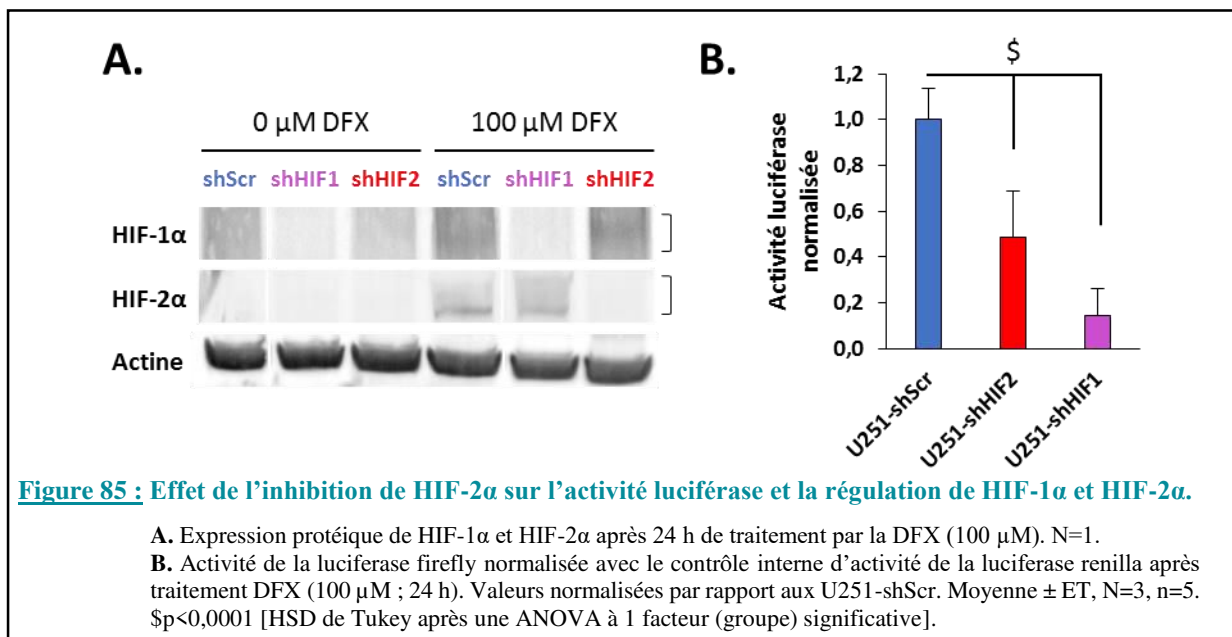 A.
0 µM DFX 100 µM DFX
shScr shHIF1 shHIF2 shScr shHIF1 shHIF2
HIF-1α
HIF-2α
Actine
B.
$
Activité luciférase
normalisée
1,2
1,0
0,8
0,6
0,4
0,2
0,0
U251-shScr
U251-shHIF2
U251-shHIF1
Figure 85 : Effet de l’inhibition de HIF-2α sur l’activité luciférase et la régulation de HIF-1α et HIF-2α.
A. Expression protéique de HIF-1α et HIF-2α après 24 h de traitement par la DFX (100 µM). N=1.
B. Activité de la luciferase firefly normalisée avec le contrôle interne d’activité de la luciferase renilla après
traitement DFX (100 µM ; 24 h). Valeurs normalisées par rapport aux U251-shScr. Moyenne ± ET, N=3, n=5.
$p<0,0001 [HSD de Tukey après une ANOVA à 1 facteur (groupe) significative].